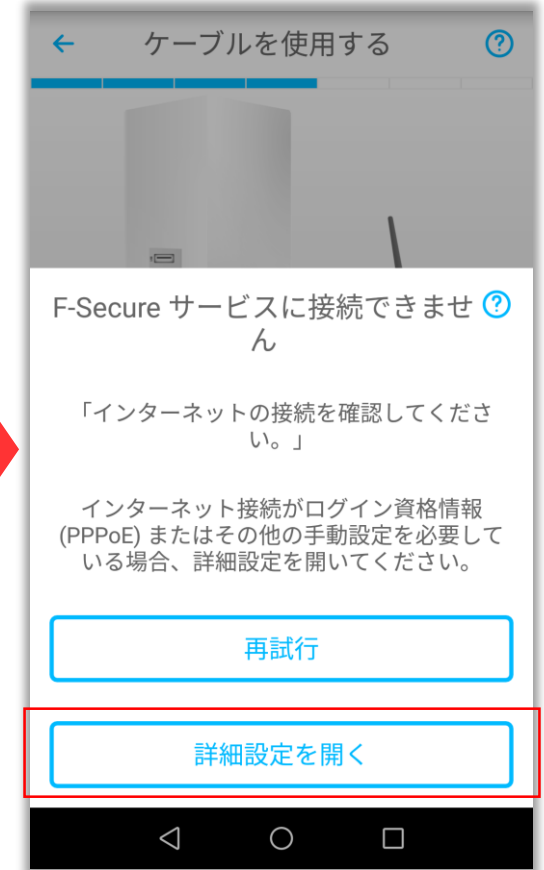 ケーブルを使用する
F-Secure サービスに接続できませ
ん
「インターネットの接続を確認してくださ
い。」
インターネット接続がログイン資格情報
(PPPoE) またはその他の手動設定を必要して
いる場合、詳細設定を開いてください。
再試行
詳細設定を開く